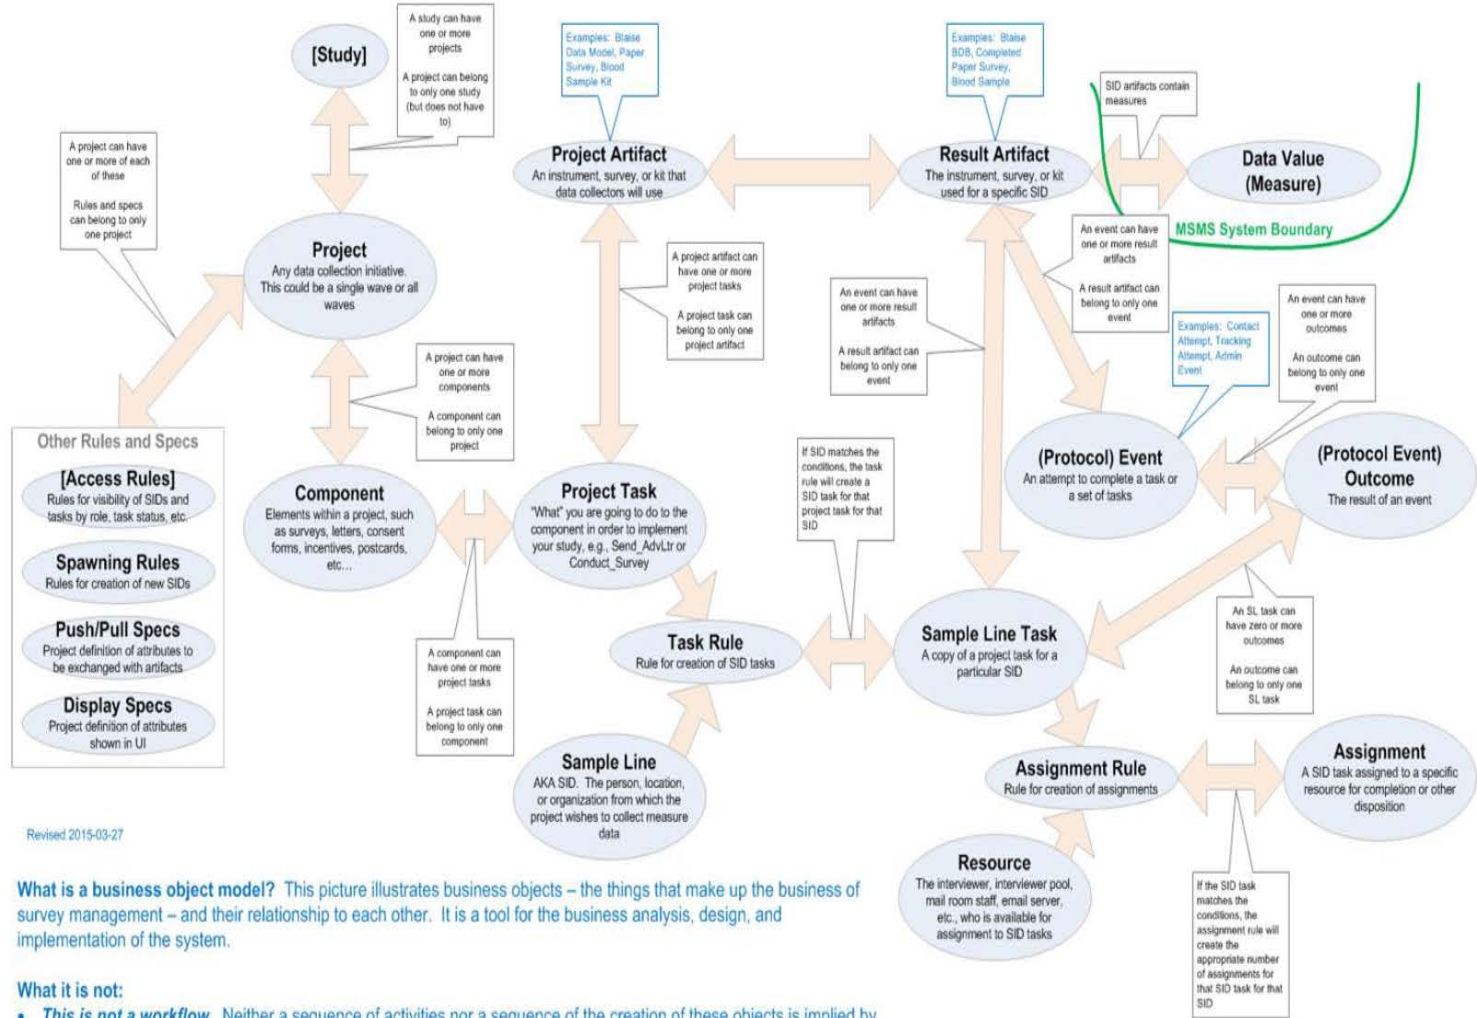 [Study]
A study can have
one or more
projects
A project can belong
to only one study
(but does not have
to)
Examples: Blaise
Data Model, Paper
Survey, Blood
Sample Kit
Examples: Blaise
BDB, Completed
Paper Survey,
Blood Sample
SID artifacts contain
measures
A project can have
one or more of each
of these
Rules and specs
can belong to only
one project
Project Artifact
An instrument, survey, or kit that
data collectors will use
Result Artifact
The instrument, survey, or kit
used for a specific SID
Data Value
(Measure)
MSMS System Boundary
Project
Any data collection initiative.
This could be a single wave or all
waves
A project artifact can
have one or more
project tasks
A project task can
belong to only one
project artifact
An event can have
one or more result
artifacts
A result artifact can
belong to only one
event
An event can have
one or more result
artifacts
A result artifact can
belong to only one
event
Examples: Contact
Attempt, Tracking
Attempt, Admin
Event
An event can have
one or more
outcomes
An outcome can
belong to only one
event
A project can have
one or more
components
A component can
belong to only one
project
Other Rules and Specs
[Access Rules]
Rules for visibility of SIDs and
tasks by role, task status, etc.
Spawning Rules
Rules for creation of new SIDs
Push/Pull Specs
Project definition of attributes to
be exchanged with artifacts
Display Specs
Project definition of attributes
shown in UI
Component
Elements within a project, such
as surveys, letters, consent
forms, incentives, postcards,
etc...
Project Task
"What" you are going to do to the
component in order to implement
your study, e.g., Send_AdvLtr or
Conduct_Survey
If SID matches the
conditions, the task
rule will create a
SID task for that
project task for that
SID
(Protocol) Event
An attempt to complete a task or
a set of tasks
(Protocol Event)
Outcome
The result of an event
A component can
have one or more
project tasks
A project task can
belong to only one
component
Task Rule
Rule for creation of SID tasks
Sample Line Task
A copy of a project task for a
particular SID
An SL task can
have zero or more
outcomes
An outcome can
belong to only one
SL task
Sample Line
AKA SID. The person, location,
or organization from which the
project wishes to collect measure
data
Assignment Rule
Rule for creation of assignments
Assignment
A SID task assigned to a specific
resource for completion or other
disposition
Resource
The interviewer, interviewer pool,
mail room staff, email server,
etc., who is available for
assignment to SID tasks
If the SID task
matches the
conditions, the
assignment rule will
create the
appropriate number
of assignments for
that SID task for that
SID
Revised 2015-03-27
What is a business object model? This picture illustrates business objects – the things that make up the business of
survey management – and their relationship to each other. It is a tool for the business analysis, design, and
implementation of the system.
What it is not:
• This is not a workflow. Neither a sequence of activities nor a sequence of the creation of these objects is implied by